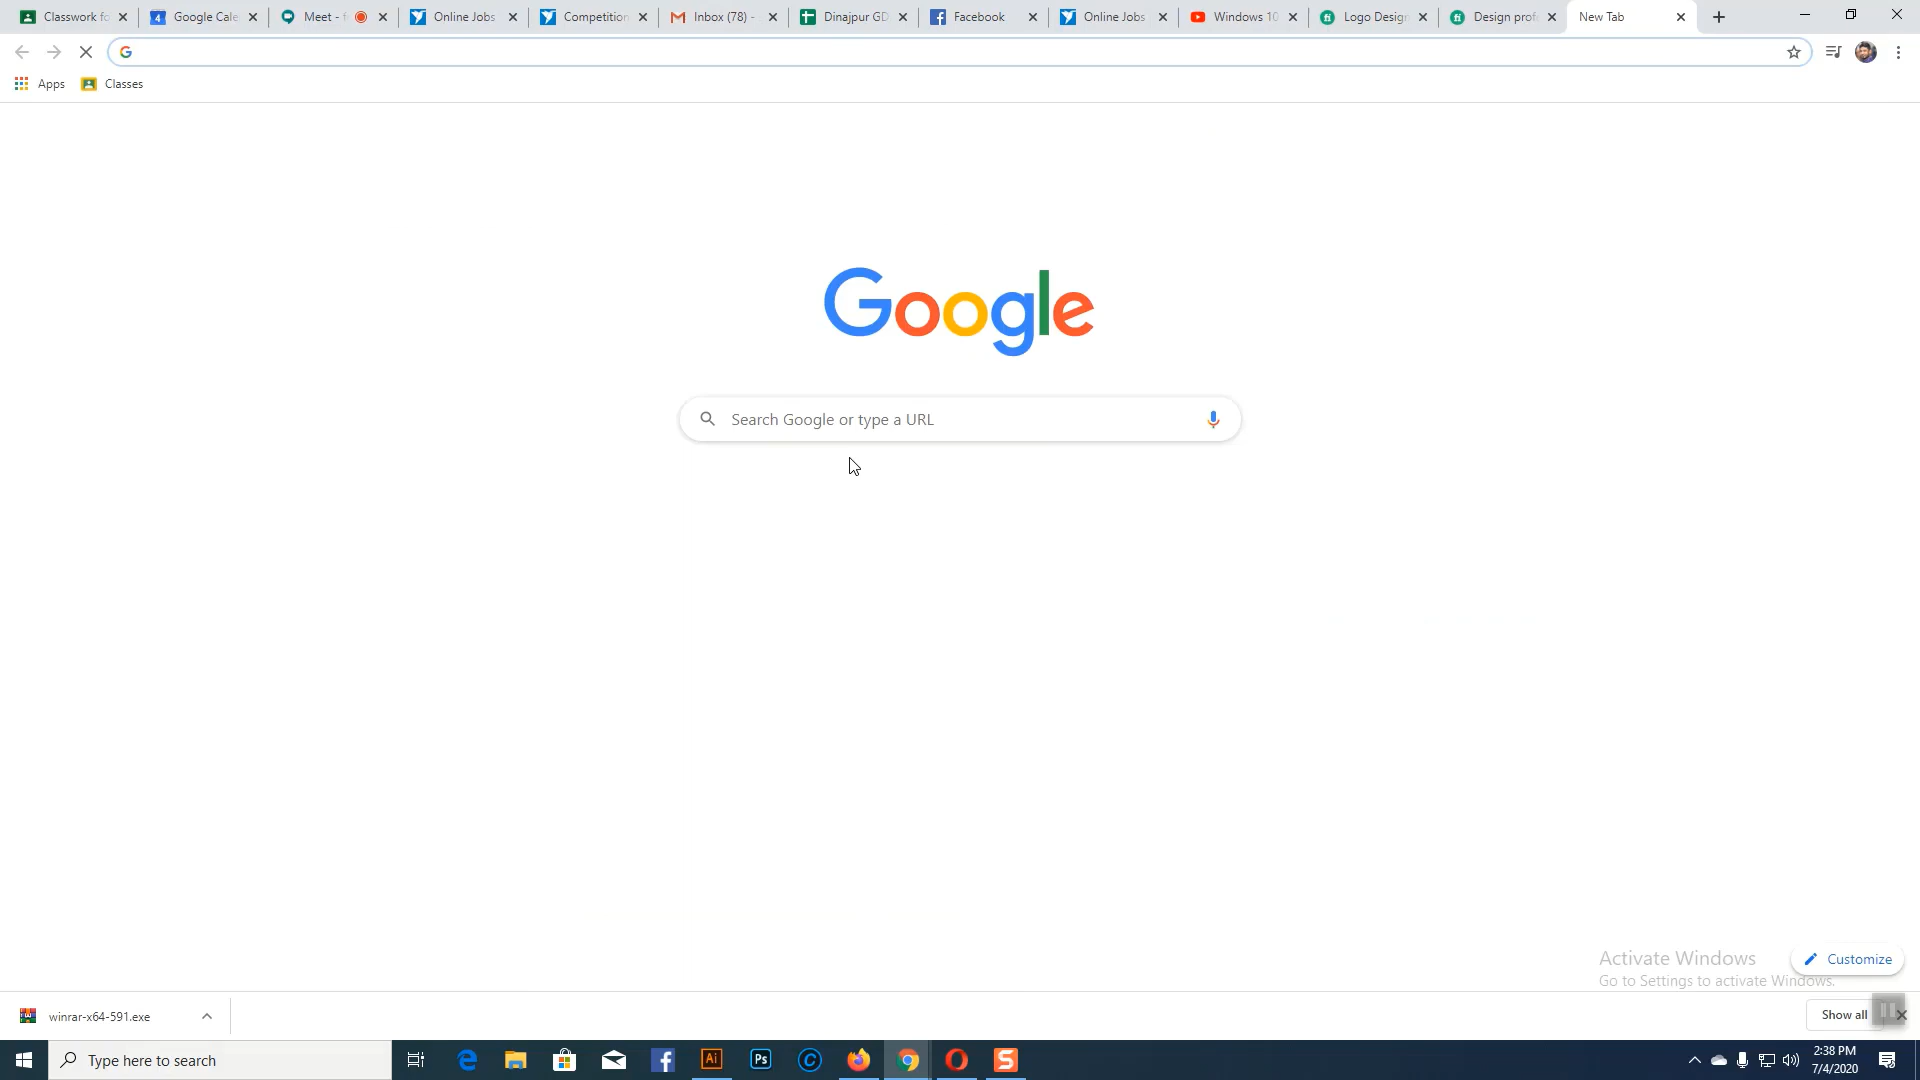 Classwork fo
Google Cale
Meet - f
Online Jobs
Competition
Inbox (78) -
Dinajpur GD
Facebook
Online Jobs
Windows 10
Logo Design
Design prof
New Tab
Apps
Classes
Google
Search Google or type a URL
Activate Windows
Go to Settings to activate Windows.
Customize
winrar-x64-591.exe
Show all
Type here to search
Ai
Ps
2:38 PM
7/4/2020